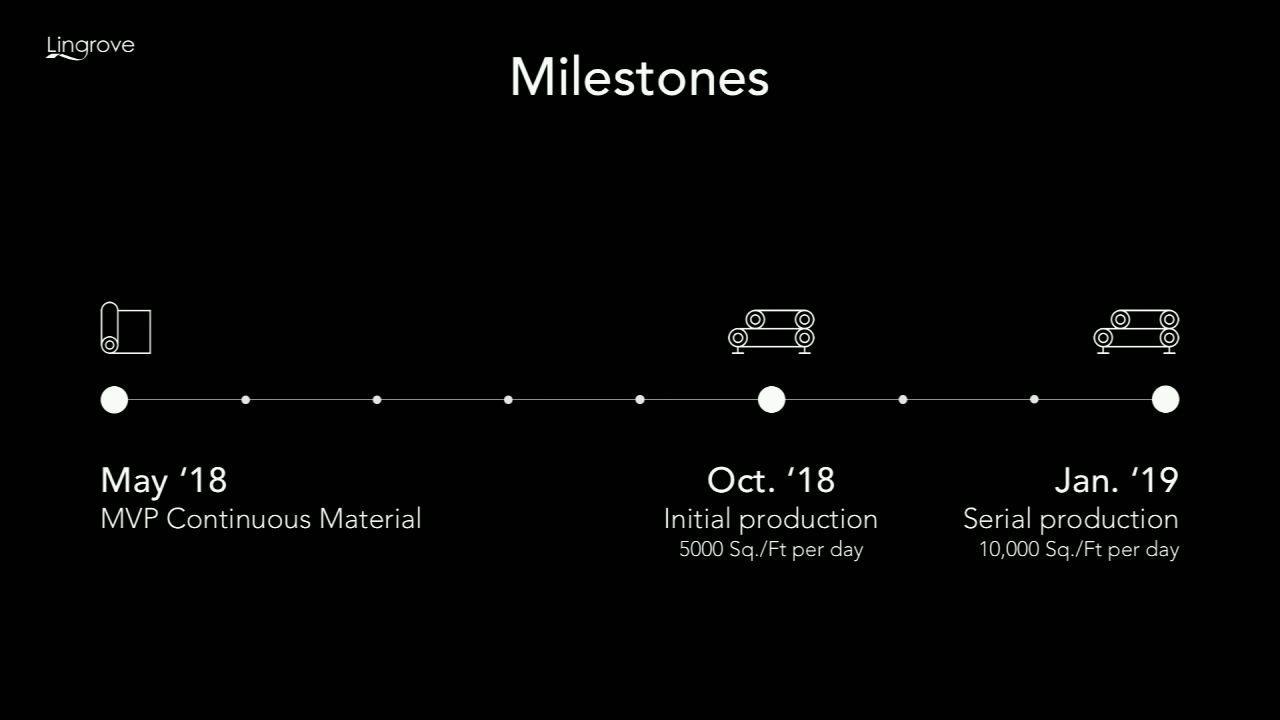 Lingrove
Milestones
May ‘18
MVP Continuous Material
Oct. ‘18
Initial production
5000 Sq./Ft per day
Jan. ‘19
Serial production
10,000 Sq./Ft per day